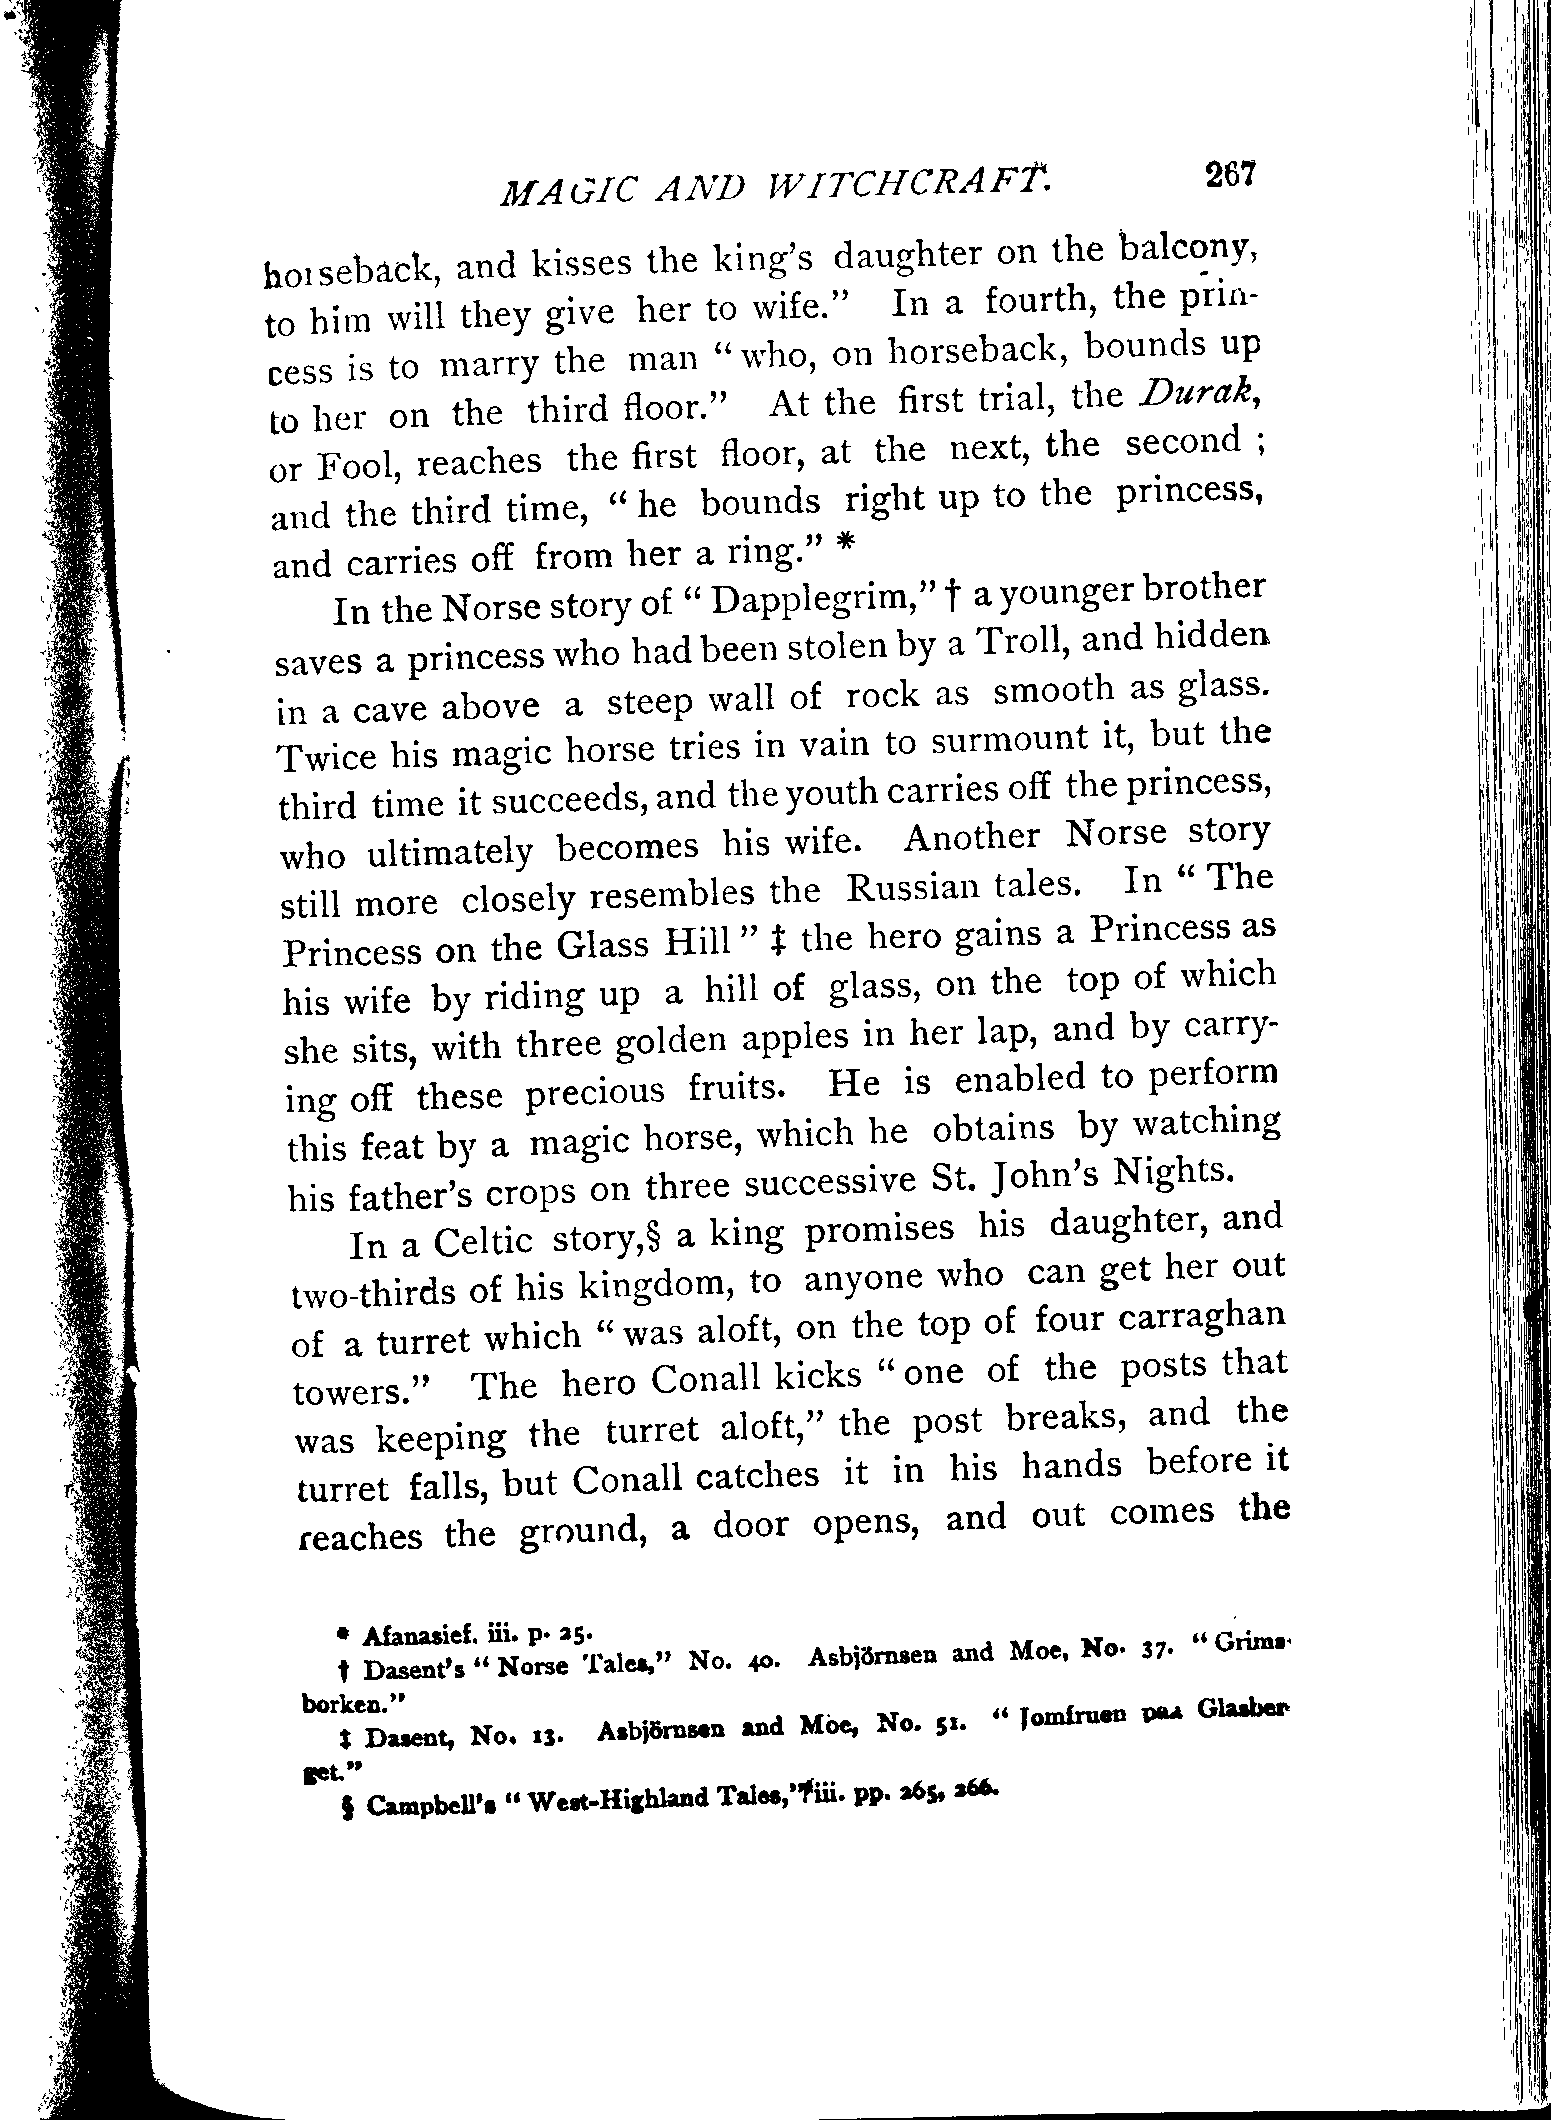 MAGIC AND WITCHCRAFT. 267
horseback, and kisses the king's daughter on the balcony,
to him will they give her to wife." In a fourth, the prin-
cess is to marry the man "who, on horseback, bounds up
to her on the third floor." At the first trial, the Durak,
or Fool, reaches the first floor, at the next, the second ;
and the third time, "he bounds right up to the princess,
and carries off from her a ring." *
In the Norse story of "Dapplegrim," † a younger brother
saves a princess who had been stolen by a Troll, and hidden
in a cave above a steep wall of rock as smooth as glass.
Twice his magic horse tries in vain to surmount it, but the
third time it succeeds, and the youth carries off the princess,
who ultimately becomes his wife. Another Norse story
still more closely resembles the Russian tales. In "The
Princess on the Glass Hill" ‡ the hero gains a Princess as
his wife by riding up a hill of glass, on the top of which
she sits, with three golden apples in her lap, and by carry-
ing off these precious fruits. He is enabled to perform
this feat by a magic horse, which he obtains by watching
his father's crops on three successive St. John's Nights.
In a Celtic story,§ a king promises his daughter, and
two-thirds of his kingdom, to anyone who can get her out
of a turret which "was aloft, on the top of four carraghan
towers." The hero Conall kicks "one of the posts that
was keeping the turret aloft," the post breaks, and the
turret falls, but Conall catches it in his hands before it
reaches the ground, a door opens, and out comes the
* Afanasief. iii. p. 25.
† Dasent's "Norse Tales," No. 40. Asbjörnsen and Moe, No. 37. "Grims-
borken."
‡ Dasent, No. 13. Asbjörnsen and Moe, No. 51. "Jomfruen paa Glasber-
get."
§ Campbell's "West-Highland Tales," iii. pp. 265, 266.